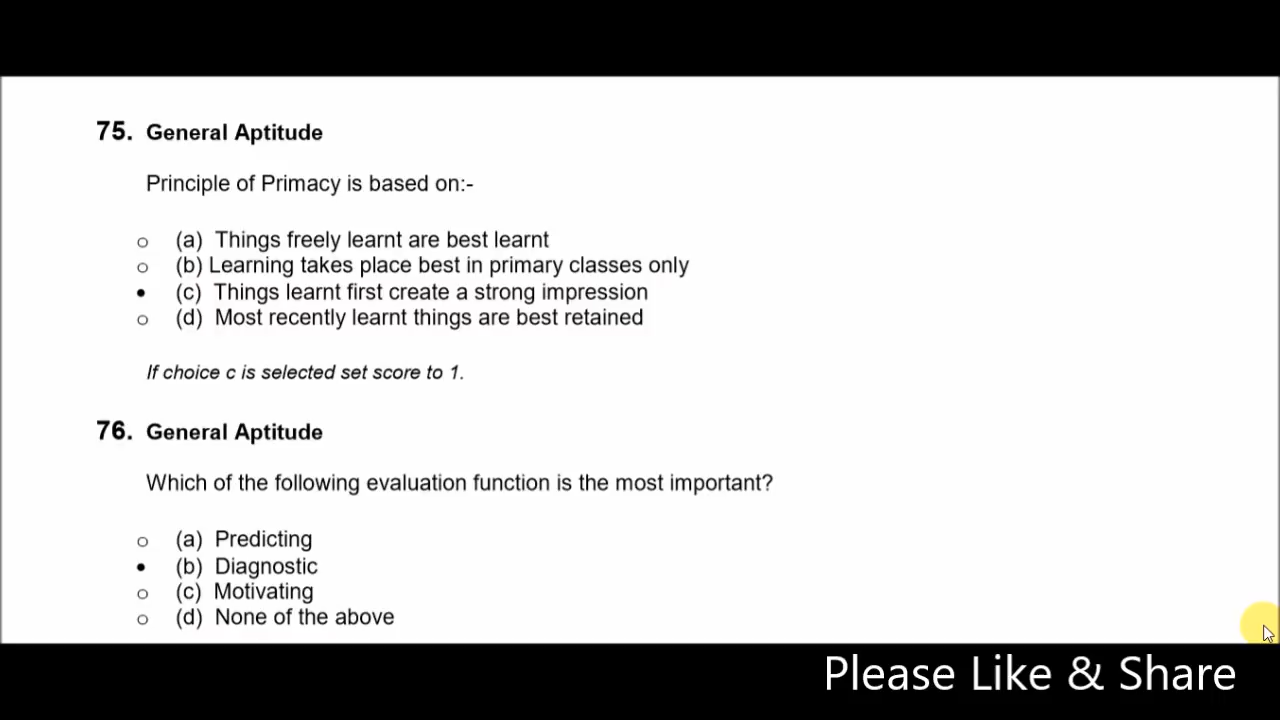 75. General Aptitude
Principle of Primacy is based on:-
o (a) Things freely learnt are best learnt
o (b) Learning takes place best in primary classes only
• (c) Things learnt first create a strong impression
o (d) Most recently learnt things are best retained
If choice c is selected set score to 1.
76. General Aptitude
Which of the following evaluation function is the most important?
o (a) Predicting
• (b) Diagnostic
o (c) Motivating
o (d) None of the above
Please Like & Share